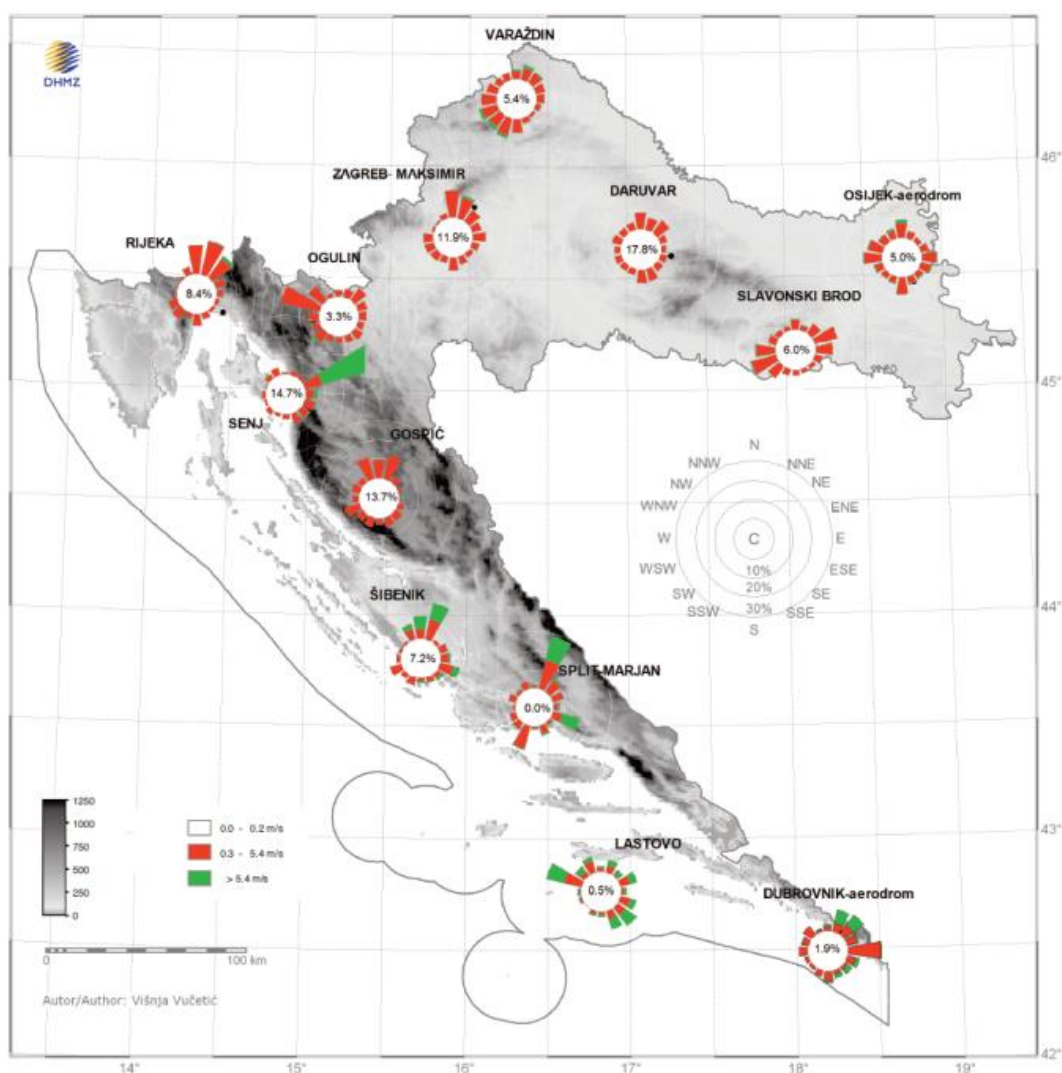 VARAŽDIN
DHMZ
5.4%
46°
ZAGREB- MAKSIMIR
DARUVAR
OSIJEK-aerodrom
11.9%
17.8%
5.0%
RIJEKA
OGULIN
8.4%
3.3%
SLAVONSKI BROD
6.0%
45°
14.7%
SENJ
GOSPIĆ
13.7%
N
NNW
NNE
NW
NE
WNW
ENE
W
C
E
WSW
ESE
10%
SW
20%
SE
SSW
30%
SSE
S
44°
ŠIBENIK
7.2%
SPLIT-MARJAN
0.0%
1250
1000
750
500
250
0
0.0 - 0.2 m/s
0.3 - 5.4 m/s
> 5.4 m/s
43°
LASTOVO
0.5%
DUBROVNIK-aerodrom
1.9%
0
100 km
Autor/Author: Višnja Vučetić
42°
14°
15°
16°
17°
18°
19°